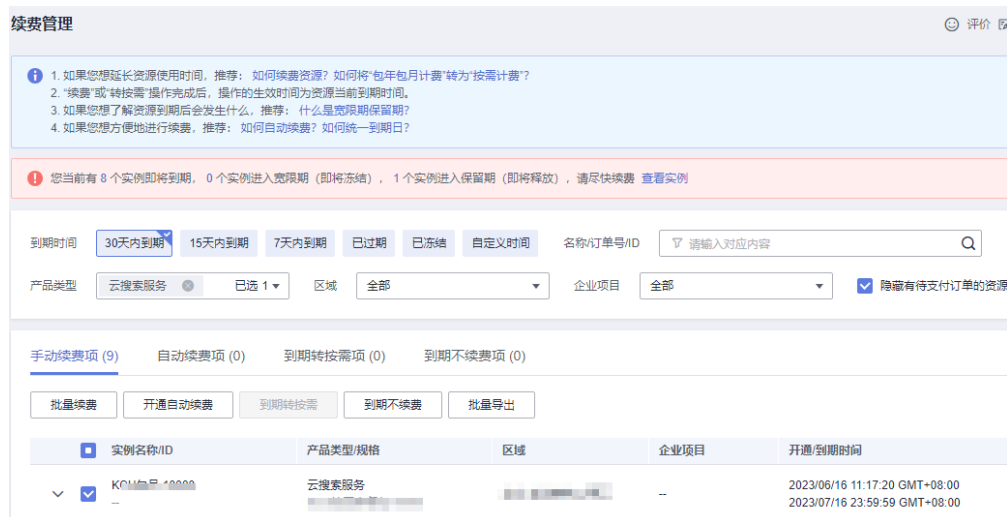 续费管理
评价
1. 如果您想延长资源使用时间，推荐： 如何续费资源？如何将“包年包月计费”转为“按需计费”？
2. “续费”或“转按需”操作完成后，操作的生效时间为资源当前到期时间。
3. 如果您想了解资源到期后会发生什么，推荐： 什么是宽限期保留期？
4. 如果您想方便地进行续费，推荐： 如何自动续费？如何统一到期日？
您当前有 8 个实例即将到期，0 个实例进入宽限期（即将冻结），1 个实例进入保留期（即将释放），请尽快续费 查看实例
到期时间 30天内到期 15天内到期 7天内到期 已过期 已冻结 自定义时间 名称/订单号/ID 请输入对应内容
产品类型 云搜索服务 已选 1 区域 全部 企业项目 全部 隐藏有待支付订单的资源
手动续费项 (9) 自动续费项 (0) 到期转按需项 (0) 到期不续费项 (0)
批量续费 开通自动续费 到期转按需 到期不续费 批量导出
实例名称/ID 产品类型/规格 区域 企业项目 开通/到期时间
云搜索服务 -- 2023/06/16 11:17:20 GMT+08:00
-- 2023/07/16 23:59:59 GMT+08:00